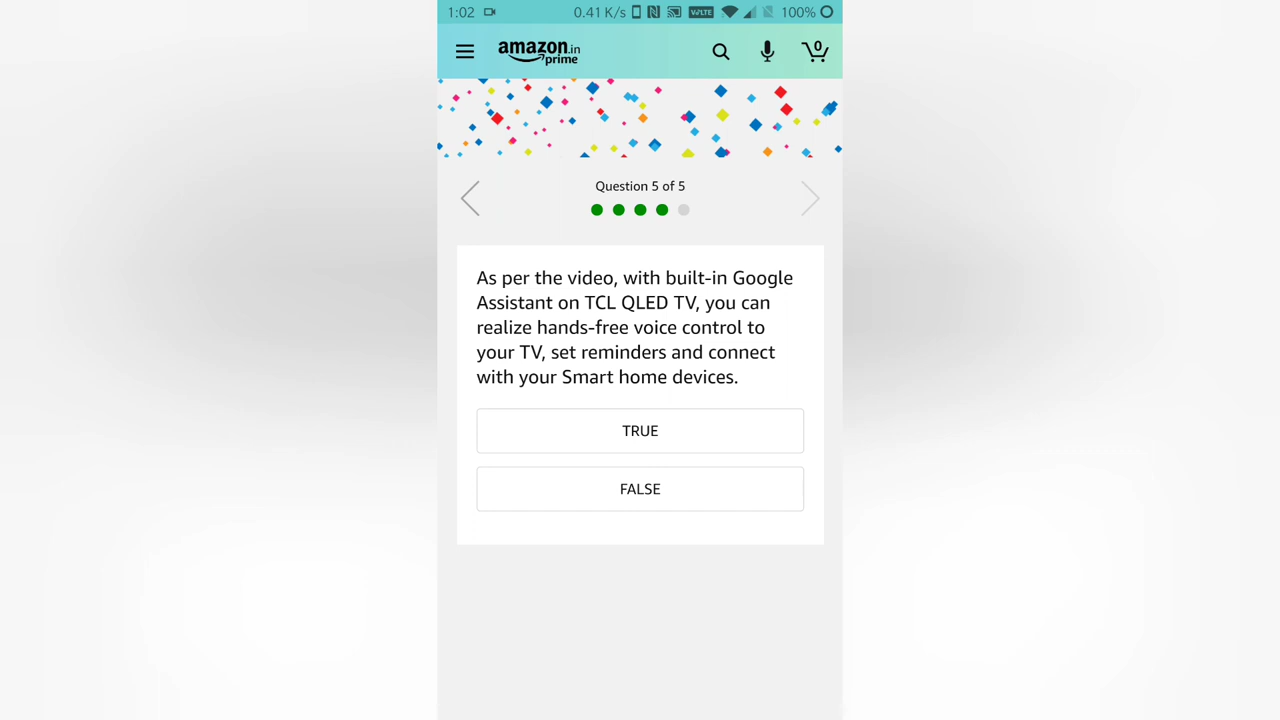 1:02 0.41 K/s VoLTE 100%
amazon.in
prime
0
Question 5 of 5
As per the video, with built-in Google
Assistant on TCL QLED TV, you can
realize hands-free voice control to
your TV, set reminders and connect
with your Smart home devices.
TRUE
FALSE